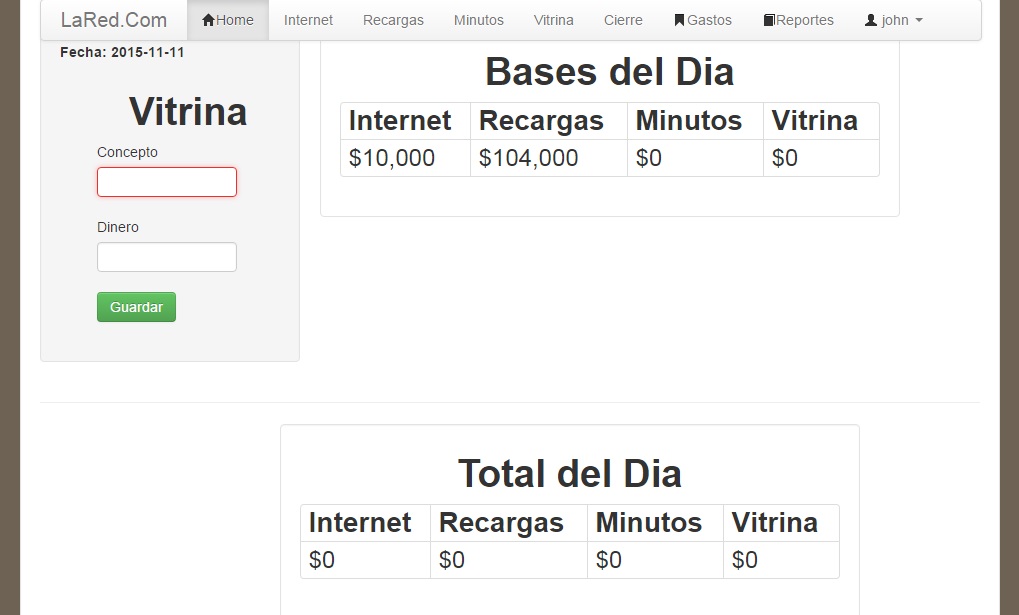 LaRed.Com Home Internet Recargas Minutos Vitrina Cierre Gastos Reportes john
Fecha: 2015-11-11
Vitrina
Concepto
Dinero
Guardar
Bases del Dia
Internet Recargas Minutos Vitrina
$10,000 $104,000 $0 $0
Total del Dia
Internet Recargas Minutos Vitrina
$0 $0 $0 $0